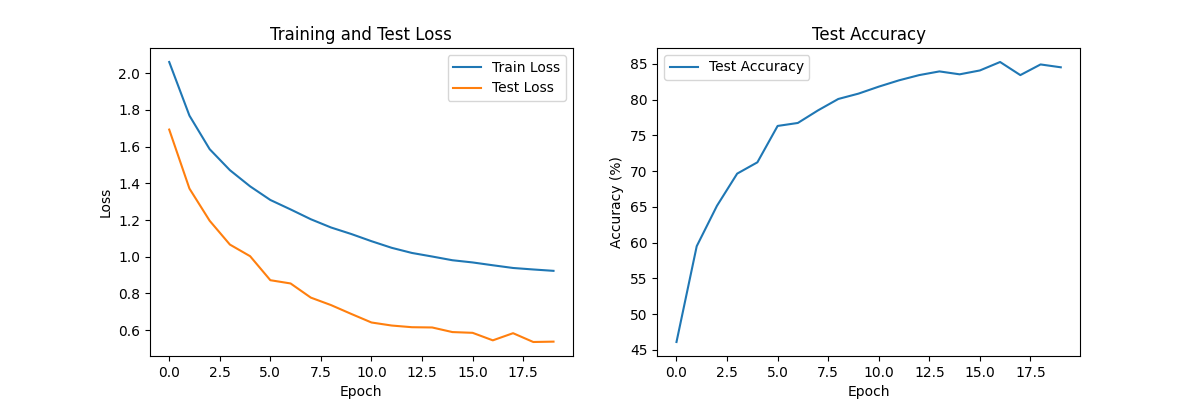 Training and Test Loss
Train Loss
Test Loss
2.0
1.8
1.6
1.4
1.2
1.0
0.8
0.6
Loss
0.0 2.5 5.0 7.5 10.0 12.5 15.0 17.5
Epoch
Test Accuracy
Test Accuracy
85
80
75
70
65
60
55
50
45
Accuracy (%)
0.0 2.5 5.0 7.5 10.0 12.5 15.0 17.5
Epoch